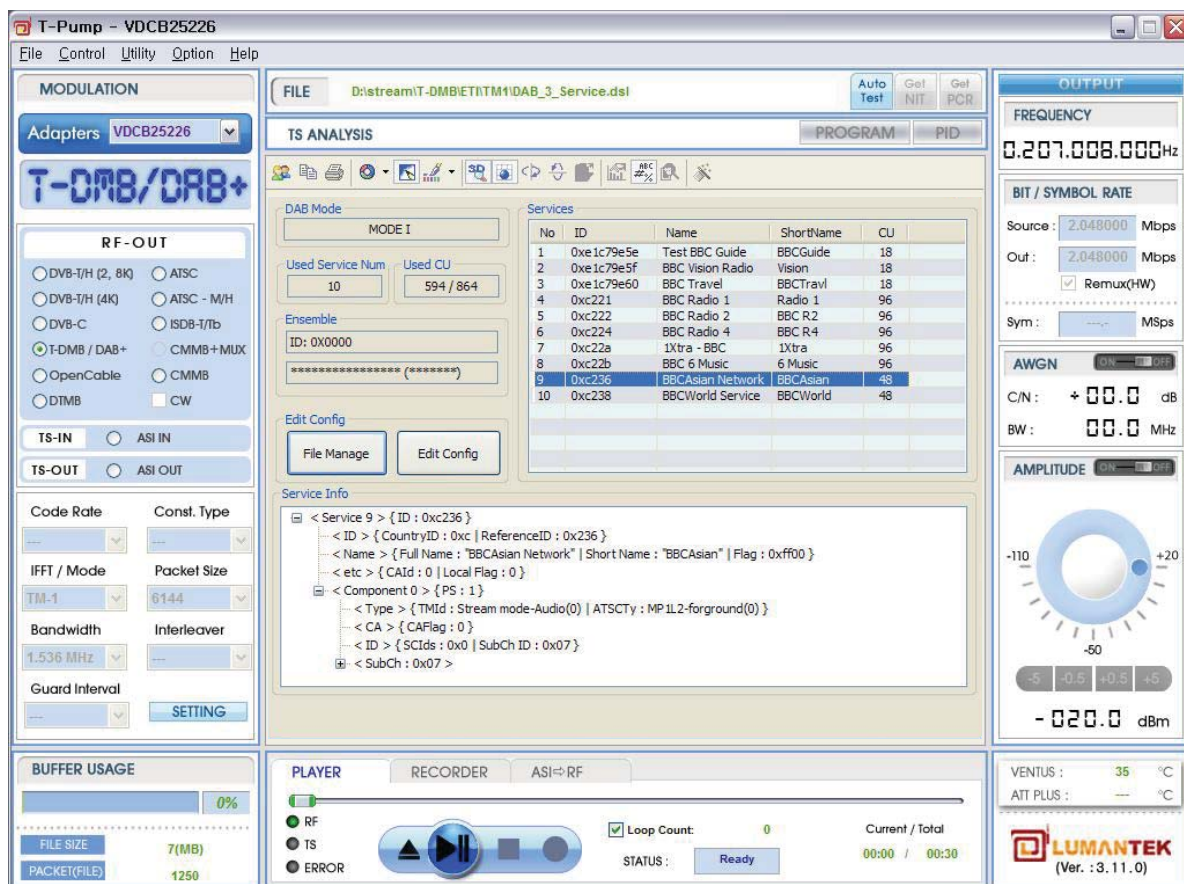 T-Pump - VDCB25226
File Control Utility Option Help
MODULATION
Adapters VDCB25226
T-DMB/DAB+
RF-OUT
DVB-T/H (2, 8K) ATSC
DVB-T/H (4K) ATSC - M/H
DVB-C ISDB-T/Tb
T-DMB / DAB+ CMMB+MUX
OpenCable CMMB
DTMB CW
TS-IN ASI IN
TS-OUT ASI OUT
Code Rate Const. Type
--- ---
IFFT / Mode Packet Size
TM-1 6144
Bandwidth Interleaver
1.536 MHz ---
Guard Interval
--- SETTING
BUFFER USAGE
0%
FILE SIZE 7(MB)
PACKET(FILE) 1250
FILE D:\stream\T-DMB\ETI\TM1\DAB_3_Service.dsl
Auto Test Get NIT Get PCR
TS ANALYSIS PROGRAM PID
3D ABC #%
DAB Mode
MODE I
Used Service Num Used CU
10 594 / 864
Ensemble
ID: 0X0000
**************** (*******)
Edit Config
File Manage Edit Config
Services
No ID Name ShortName CU
1 0xe1c79e5e Test BBC Guide BBCGuide 18
2 0xe1c79e5f BBC Vision Radio Vision 18
3 0xe1c79e60 BBC Travel BBCTravl 18
4 0xc221 BBC Radio 1 Radio 1 96
5 0xc222 BBC Radio 2 BBC R2 96
6 0xc224 BBC Radio 4 BBC R4 96
7 0xc22a 1Xtra - BBC 1Xtra 96
8 0xc22b BBC 6 Music 6 Music 96
9 0xc236 BBCAsian Network BBCAsian 48
10 0xc238 BBCWorld Service BBCWorld 48
Service Info
< Service 9 > { ID : 0xc236 }
< ID > { CountryID : 0xc | ReferenceID : 0x236 }
< Name > { Full Name : "BBCAsian Network" | Short Name : "BBCAsian" | Flag : 0xff00 }
< etc > { CAId : 0 | Local Flag : 0 }
< Component 0 > { PS : 1 }
< Type > { TMId : Stream mode-Audio(0) | ATSCTy : MP1L2-forground(0) }
< CA > { CAFlag : 0 }
< ID > { SCIds : 0x0 | SubCh ID : 0x07 }
< SubCh : 0x07 >
PLAYER RECORDER ASI⇨RF
RF
TS
ERROR
Loop Count: 0
STATUS : Ready
Current / Total
00:00 / 00:30
OUTPUT
FREQUENCY
0.207.008.000Hz
BIT / SYMBOL RATE
Source : 2.048000 Mbps
Out : 2.048000 Mbps
Remux(HW)
Sym : ---,- MSps
AWGN ON OFF
C/N : +00.0 dB
BW : 00.0 MHz
AMPLITUDE ON OFF
-110 +20
-50
-5 -0.5 +0.5 +5
-020.0 dBm
VENTUS : 35 °C
ATT PLUS : --- °C
LUMANTEK
(Ver. :3.11.0)